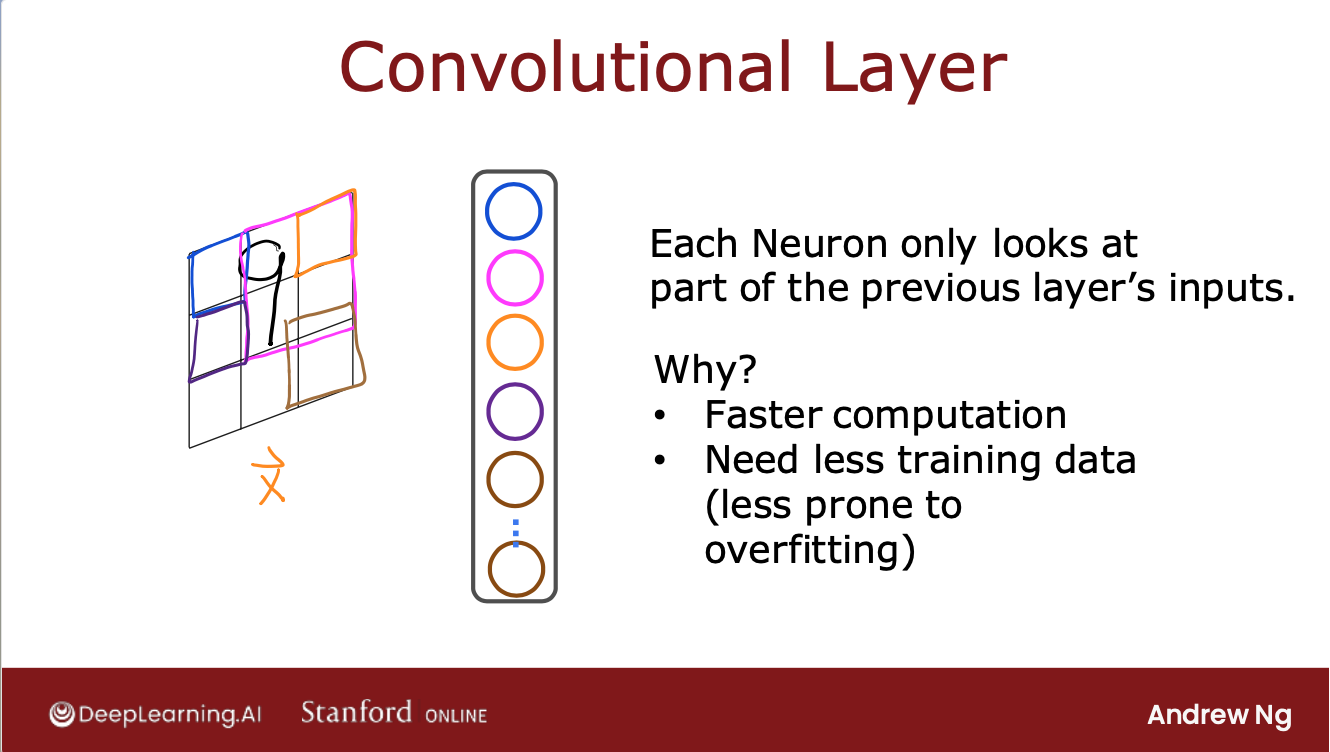 Convolutional Layer
9
x⃗
Each Neuron only looks at
part of the previous layer’s inputs.
Why?
• Faster computation
• Need less training data
(less prone to
overfitting)
DeepLearning.AI
Stanford ONLINE
Andrew Ng